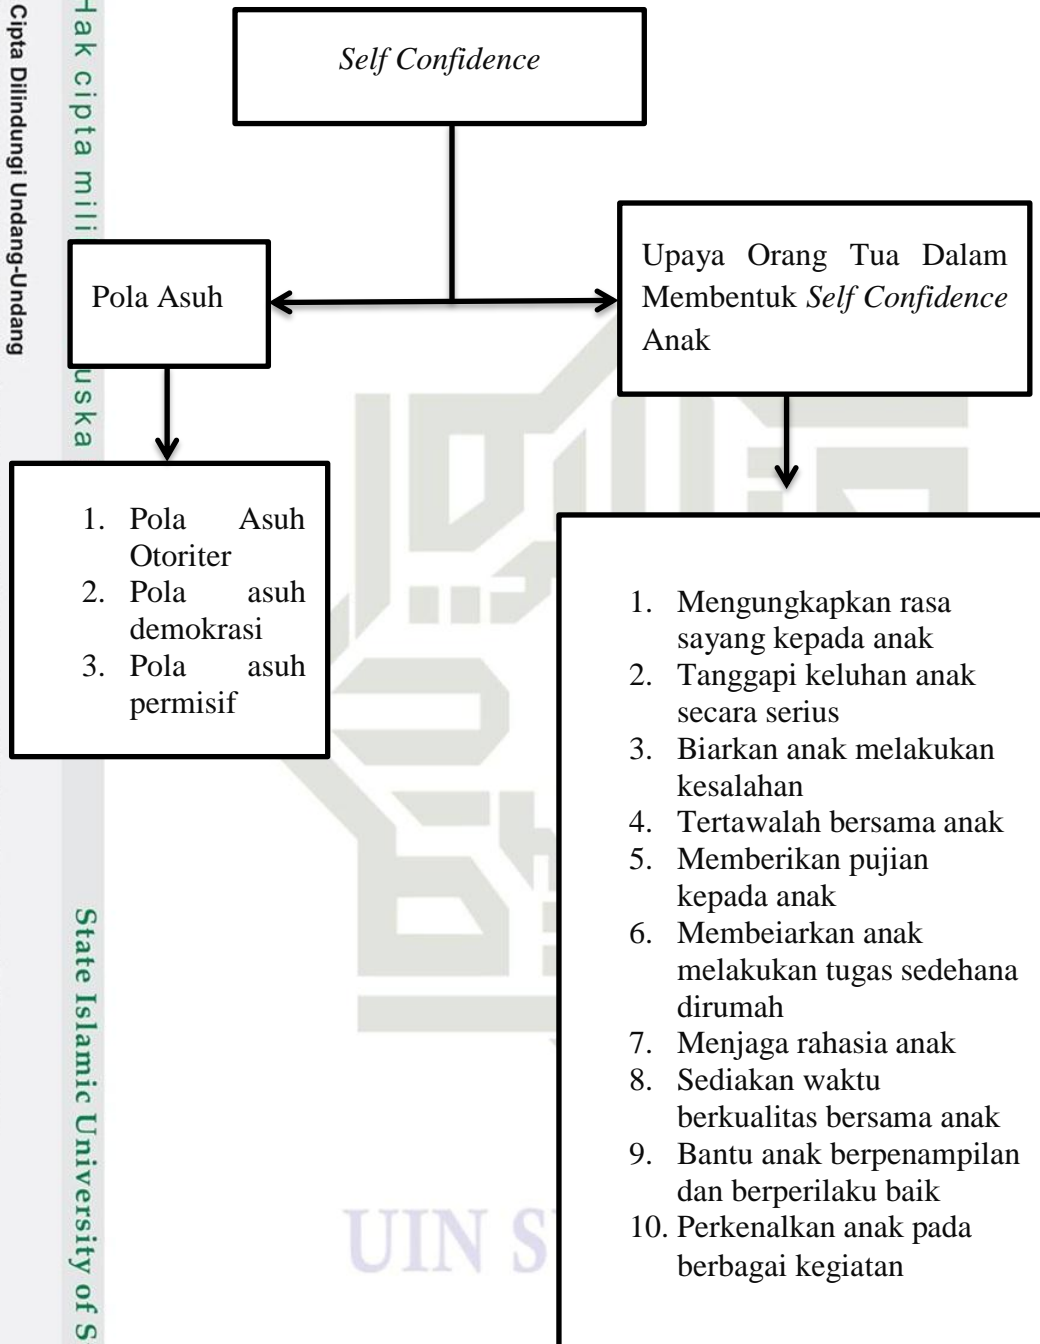 Self Confidence
Pola Asuh
Upaya Orang Tua Dalam
Membentuk Self Confidence
Anak
1. Pola Asuh
Otoriter
2. Pola asuh
demokrasi
3. Pola asuh
permisif
1. Mengungkapkan rasa
sayang kepada anak
2. Tanggapi keluhan anak
secara serius
3. Biarkan anak melakukan
kesalahan
4. Tertawalah bersama anak
5. Memberikan pujian
kepada anak
6. Membeiarkan anak
melakukan tugas sedehana
dirumah
7. Menjaga rahasia anak
8. Sediakan waktu
berkualitas bersama anak
9. Bantu anak berpenampilan
dan berperilaku baik
10. Perkenalkan anak pada
berbagai kegiatan
Cipta Dilindungi Undang-Undang
Hak cipta mili
uska
State Islamic University of S
UIN S